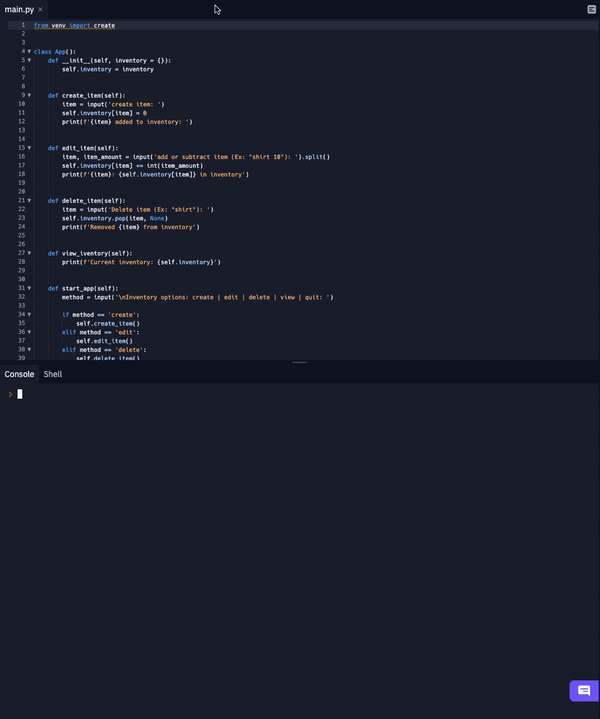 main.py ×
1 from venv import create
2
3
4 class App():
5 def __init__(self, inventory = {}):
6 self.inventory = inventory
7
8
9 def create_item(self):
10 item = input('create item: ')
11 self.inventory[item] = 0
12 print(f'{item} added to inventory: ')
13
14
15 def edit_item(self):
16 item, item_amount = input('add or subtract item (Ex: "shirt 10"): ').split()
17 self.inventory[item] += int(item_amount)
18 print(f'{item}: {self.inventory[item]} in inventory')
19
20
21 def delete_item(self):
22 item = input('Delete item (Ex: "shirt"): ')
23 self.inventory.pop(item, None)
24 print(f'Removed {item} from inventory')
25
26
27 def view_iventory(self):
28 print(f'Current inventory: {self.inventory}')
29
30
31 def start_app(self):
32 method = input('\nInventory options: create | edit | delete | view | quit: ')
33
34 if method == 'create':
35 self.create_item()
36 elif method == 'edit':
37 self.edit_item()
38 elif method == 'delete':
39 self.delete_item()
Console Shell
>